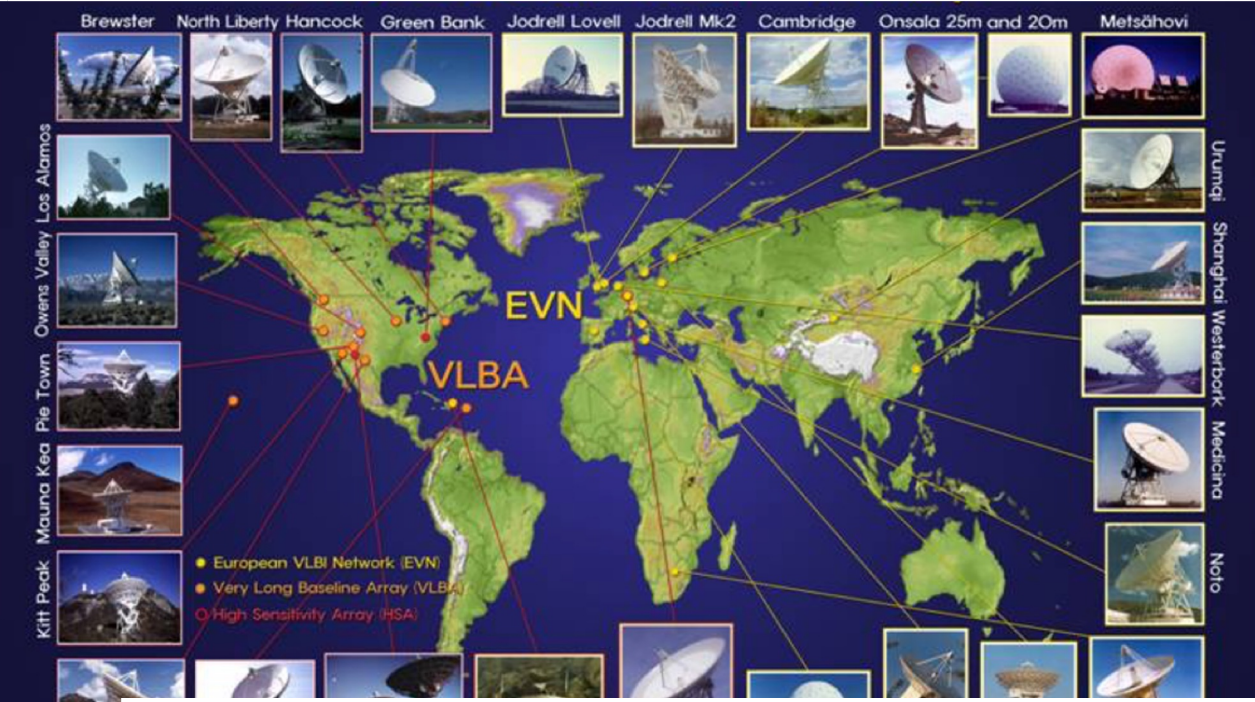 Brewster
North Liberty
Hancock
Green Bank
Jodrell Lovell
Jodrell Mk2
Cambridge
Onsala 25m and 20m
Metsähovi
Los Alamos
Owens Valley
Pie Town
Mauna Kea
Kitt Peak
Urumqi
Shanghai
Westerbork
Medicina
Noto
EVN
VLBA
European VLBI Network (EVN)
Very Long Baseline Array (VLBA)
High Sensitivity Array (HSA)